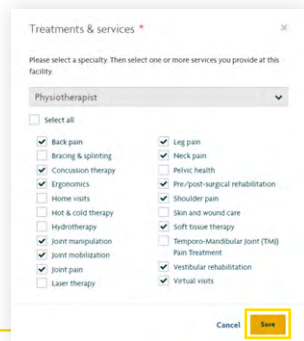 Treatments & services *
×
Please select a specialty. Then select one or more services you provide at this
facility.
Physiotherapist
Select all
Back pain
Bracing & splinting
Concussion therapy
Ergonomics
Home visits
Hot & cold therapy
Hydrotherapy
Joint manipulation
Joint mobilization
Joint pain
Laser therapy
Leg pain
Neck pain
Pelvic health
Pre/post-surgical rehabilitation
Shoulder pain
Skin and wound care
Soft tissue therapy
Temporo-Mandibular Joint (TMJ)
Pain Treatment
Vestibular rehabilitation
Virtual visits
Cancel
Save